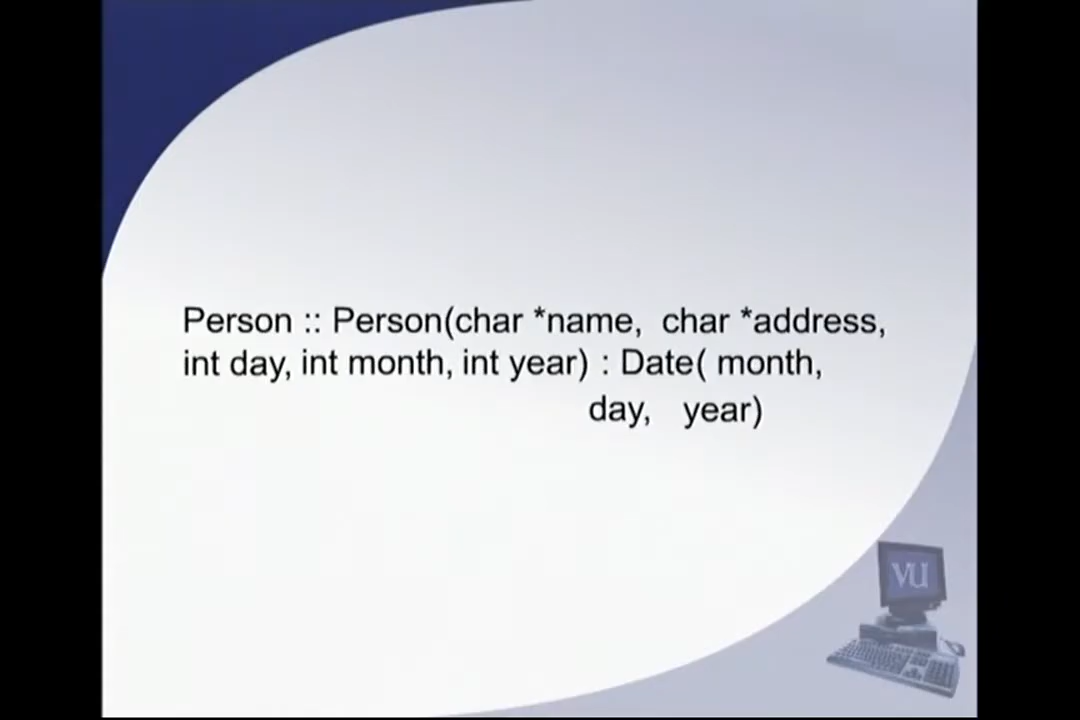 Person :: Person(char *name, char *address,
int day, int month, int year) : Date( month,
day, year)
VU